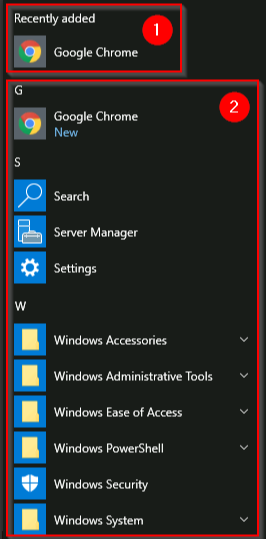 Recently added
1
Google Chrome
G
2
Google Chrome
New
S
Search
Server Manager
Settings
W
Windows Accessories
Windows Administrative Tools
Windows Ease of Access
Windows PowerShell
Windows Security
Windows System